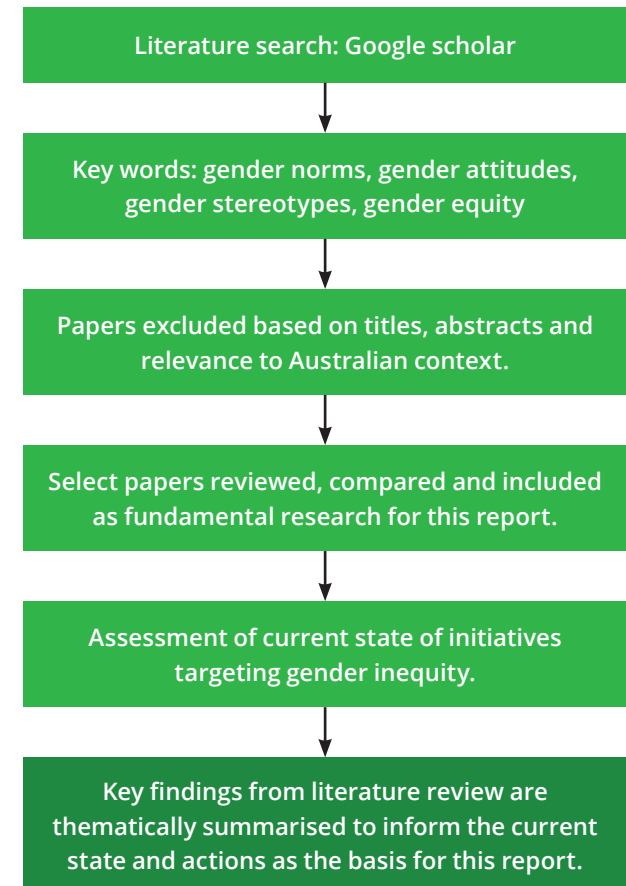 Literature search: Google scholar
Key words: gender norms, gender attitudes,
gender stereotypes, gender equity
Papers excluded based on titles, abstracts and
relevance to Australian context.
Select papers reviewed, compared and included
as fundamental research for this report.
Assessment of current state of initiatives
targeting gender inequity.
Key findings from literature review are
thematically summarised to inform the current
state and actions as the basis for this report.